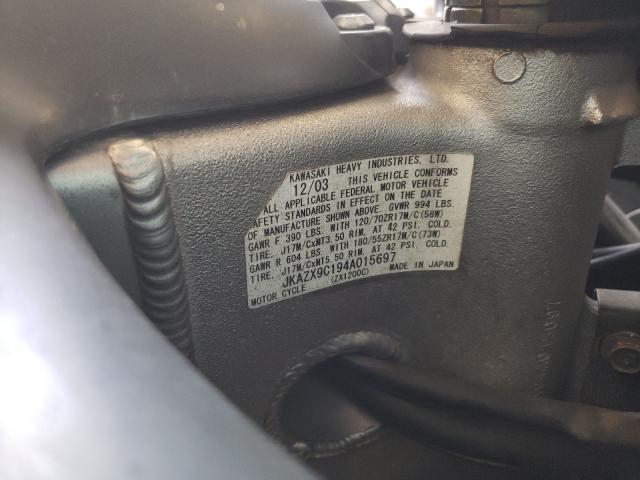 KAWASAKI HEAVY INDUSTRIES, LTD.
12/03 THIS VEHICLE CONFORMS
ALL APPLICABLE FEDERAL MOTOR VEHICLE
SAFETY STANDARDS IN EFFECT ON THE DATE
OF MANUFACTURE SHOWN ABOVE. GVWR 994 LBS.
GAWR F 390 LBS. WITH 120/70ZR17M/C(58W)
TIRE, J17M/CxMT3.50 RIM, AT 42 PSI. COLD.
GAWR R 604 LBS. WITH 180/55ZR17M/C(73W)
TIRE, J17M/CxMT5.50 RIM, AT 42 PSI. COLD.
JKAZX9C194A015697 MADE IN JAPAN
MOTOR CYCLE (ZX1200C)